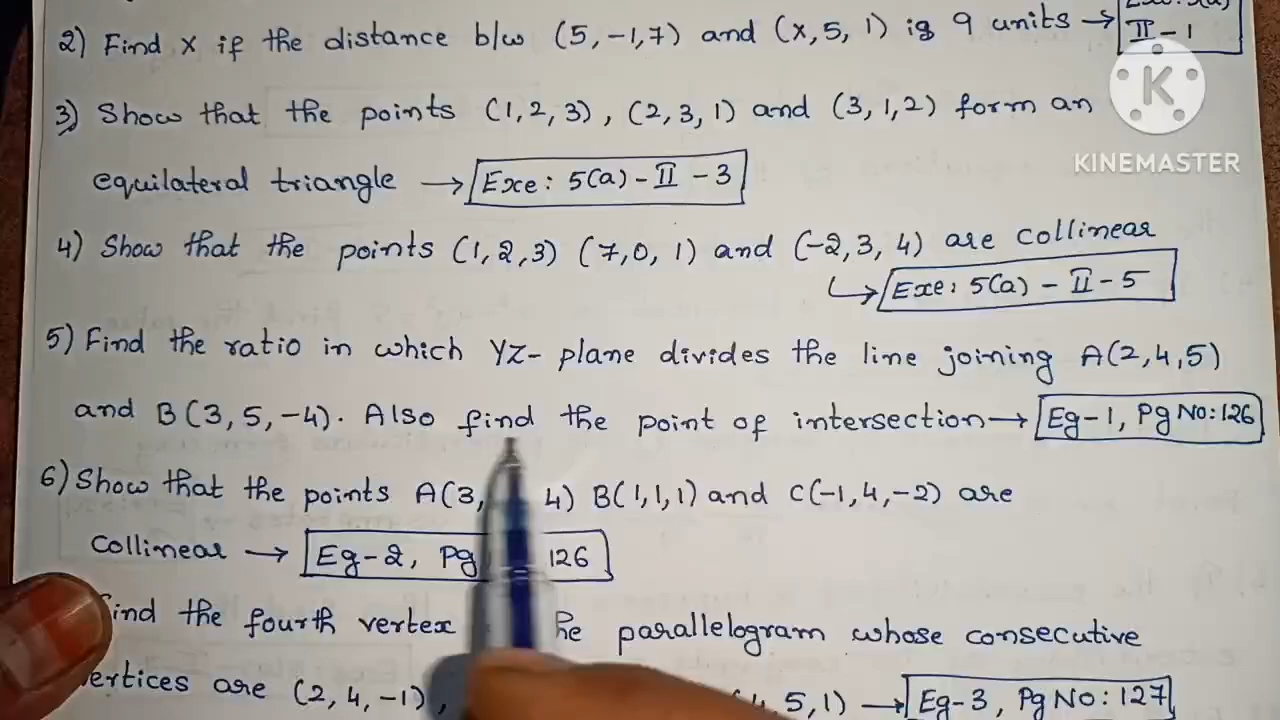 2) Find x if the distance b/w (5,-1,7) and (x,5,1) is 9 units → II-1
K
KINEMASTER
3) Show that the points (1,2,3), (2,3,1) and (3,1,2) form an
equilateral triangle → Exe: 5(a)-II-3
4) Show that the points (1,2,3) (7,0,1) and (-2,3,4) are collinear
↳ Exe: 5(a)-II-5
5) Find the ratio in which YZ-plane divides the line joining A(2,4,5)
and B(3,5,-4). Also find the point of intersection → Eg-1, Pg No:126
6) Show that the points A(3, 4) B(1,1,1) and C(-1,4,-2) are
collinear → Eg-2, Pg 126
ind the fourth vertex he parallelogram whose consecutive
ertices are (2,4,-1), ,5,1) → Eg-3, Pg No:127